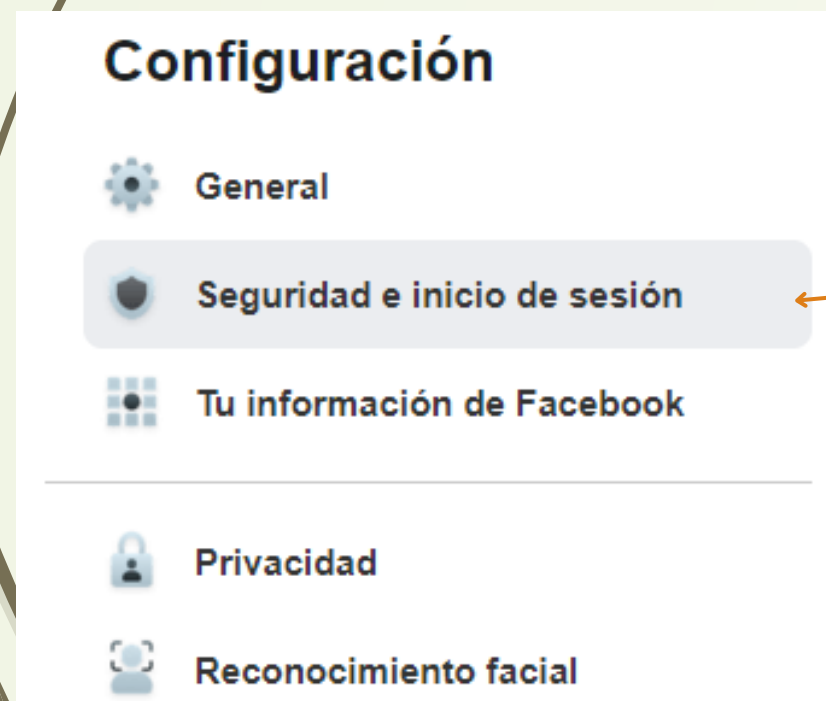 Configuración
General
Seguridad e inicio de sesión
Tu información de Facebook
Privacidad
Reconocimiento facial